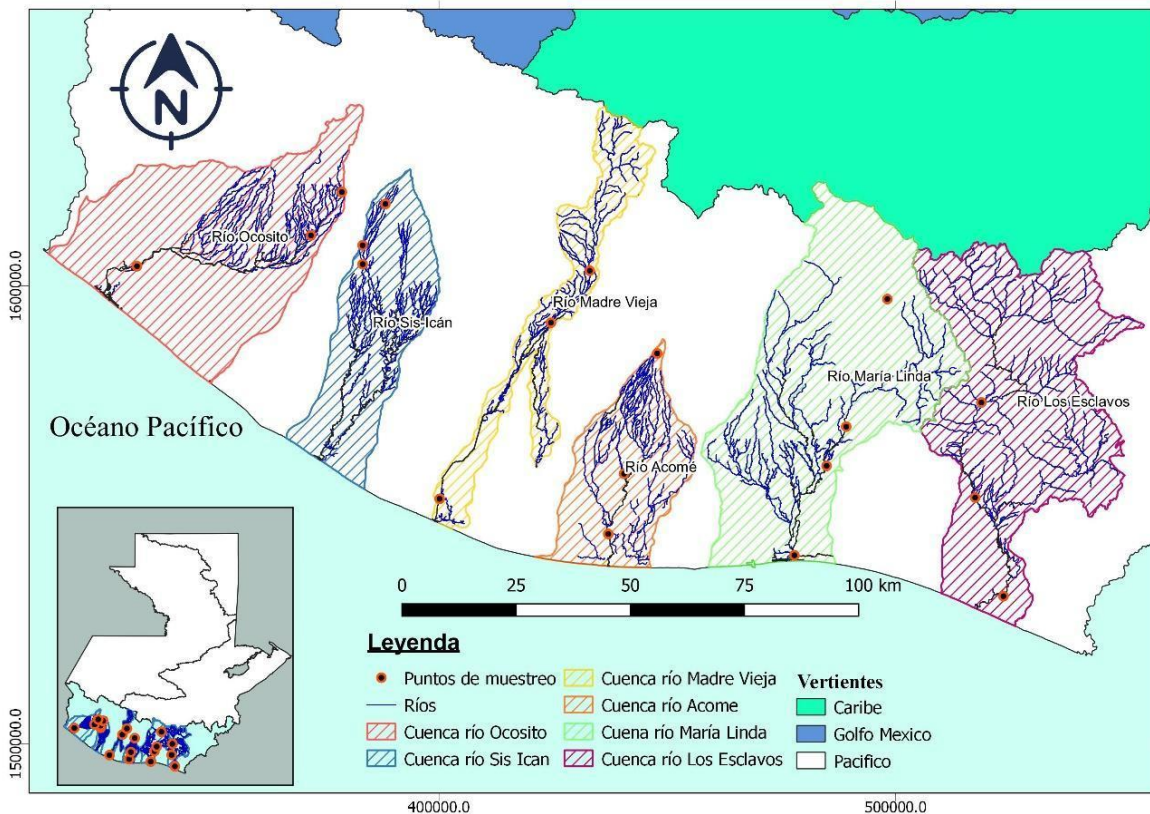 N
Río Ocosito
Río Sis-Icán
Río Madre Vieja
Río Acomé
Río María Linda
Río Los Esclavos
Océano Pacífico
1600000.0
1500000.0
400000.0
500000.0
0 25 50 75 100 km
Leyenda
Puntos de muestreo
Ríos
Cuenca río Ocosito
Cuenca río Sis Ican
Cuenca río Madre Vieja
Cuenca río Acome
Cuena río María Linda
Cuenca río Los Esclavos
Vertientes
Caribe
Golfo Mexico
Pacifico